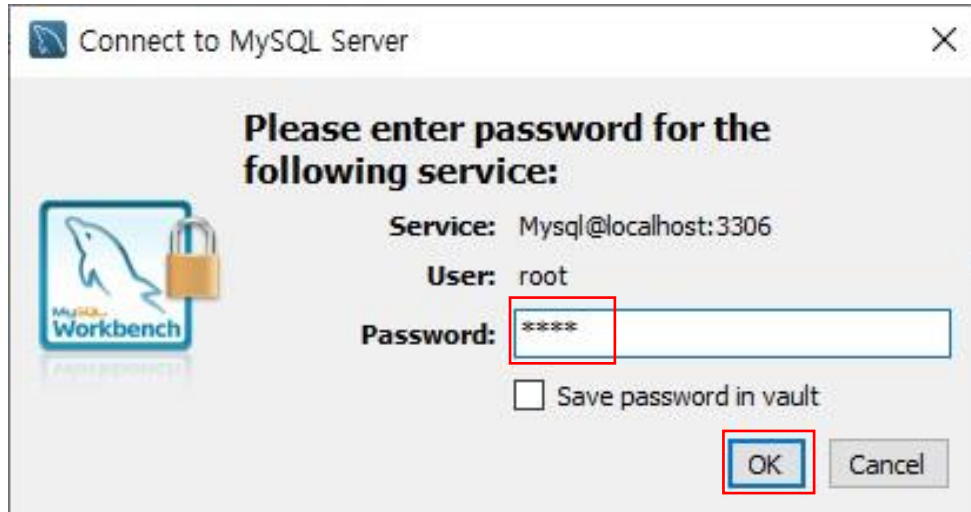 Connect to MySQL Server
Please enter password for the
following service:
Service: Mysql@localhost:3306
User: root
MySQL
Workbench
Password: ****
Save password in vault
OK Cancel